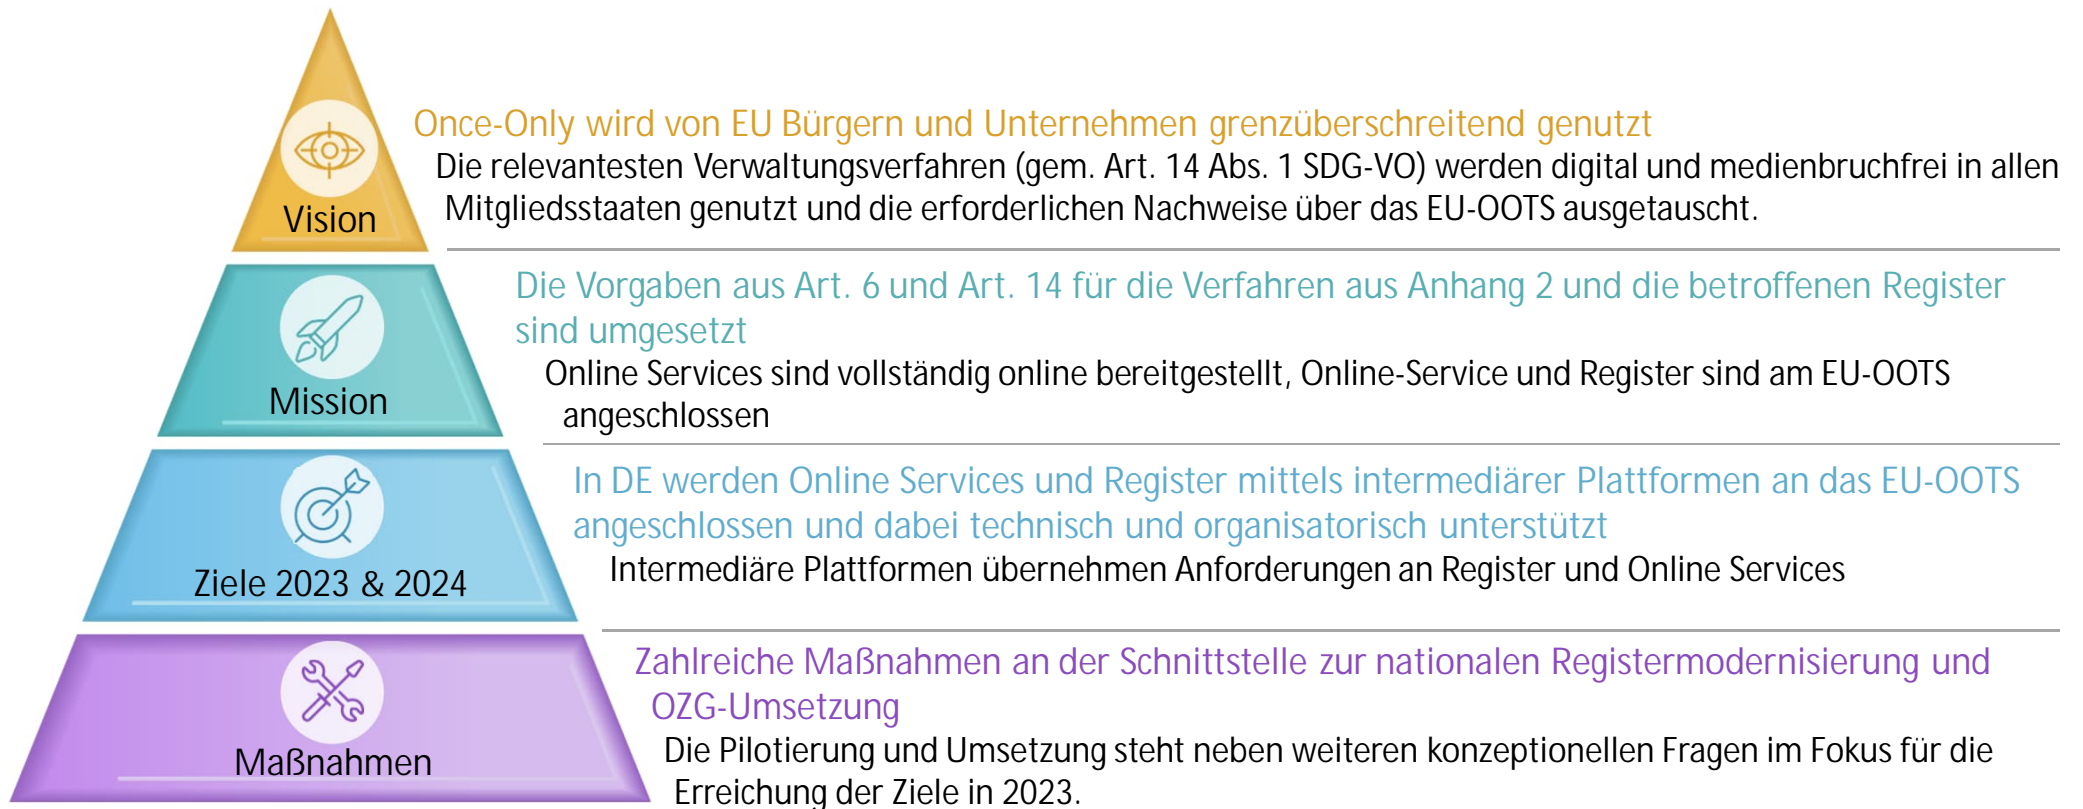 Once-Only wird von EU Bürgern und Unternehmen grenzüberschreitend genutzt
Die relevantesten Verwaltungsverfahren (gem. Art. 14 Abs. 1 SDG-VO) werden digital und medienbruchfrei in allen
Mitgliedsstaaten genutzt und die erforderlichen Nachweise über das EU-OOTS ausgetauscht.
Vision
Die Vorgaben aus Art. 6 und Art. 14 für die Verfahren aus Anhang 2 und die betroffenen Register
sind umgesetzt
Online Services sind vollständig online bereitgestellt, Online-Service und Register sind am EU-OOTS
angeschlossen
Mission
In DE werden Online Services und Register mittels intermediärer Plattformen an das EU-OOTS
angeschlossen und dabei technisch und organisatorisch unterstützt
Intermediäre Plattformen übernehmen Anforderungen an Register und Online Services
Ziele 2023 & 2024
Zahlreiche Maßnahmen an der Schnittstelle zur nationalen Registermodernisierung und
OZG-Umsetzung
Die Pilotierung und Umsetzung steht neben weiteren konzeptionellen Fragen im Fokus für die
Erreichung der Ziele in 2023.
Maßnahmen